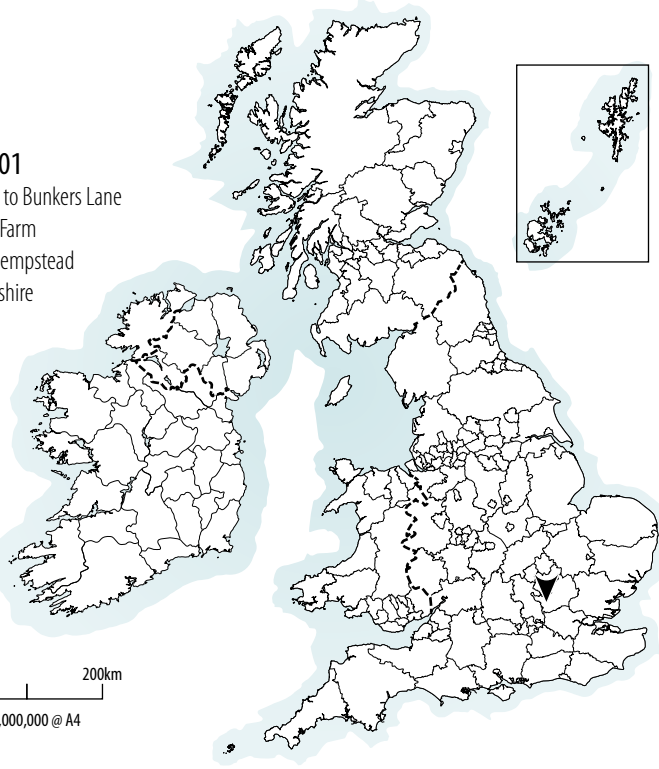 01
to Bunkers Lane
Farm
empstead
shire
200km
,000,000 @ A4